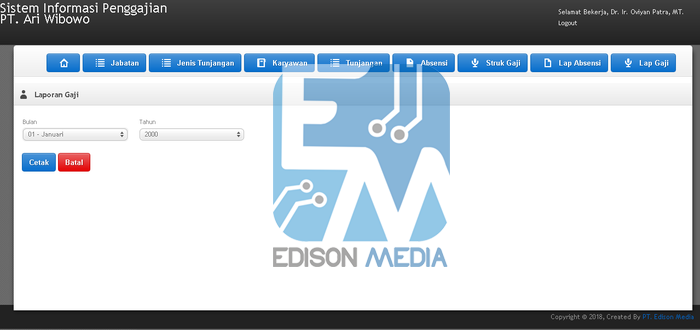 Sistem Informasi Penggajian
PT. Ari Wibowo
Selamat Bekerja, Dr. Ir. Oviyan Patra, MT.
Logout
Jabatan Jenis Tunjangan Karyawan Tunjangan Absensi Struk Gaji Lap Absensi Lap Gaji
Laporan Gaji
Bulan Tahun
01 - Januari 2000
Cetak Batal
EM
EDISON MEDIA
Copyright © 2018, Created By PT. Edison Media